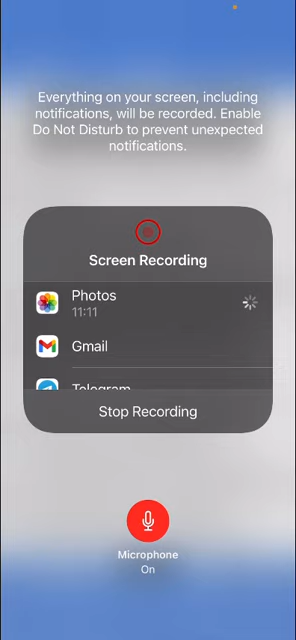 Everything on your screen, including
notifications, will be recorded. Enable
Do Not Disturb to prevent unexpected
notifications.
Screen Recording
Photos
11:11
Gmail
Telegram
Stop Recording
Microphone
On